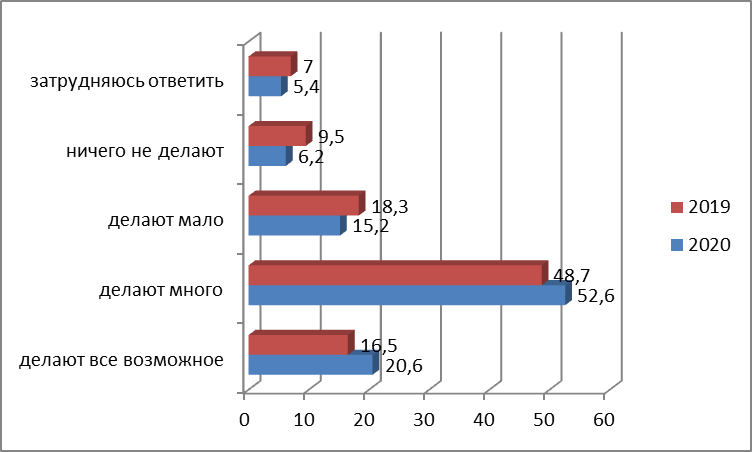 затрудняюсь ответить
7
5,4
ничего не делают
9,5
6,2
делают мало
18,3
15,2
делают много
48,7
52,6
делают все возможное
16,5
20,6
0 10 20 30 40 50 60
2019
2020